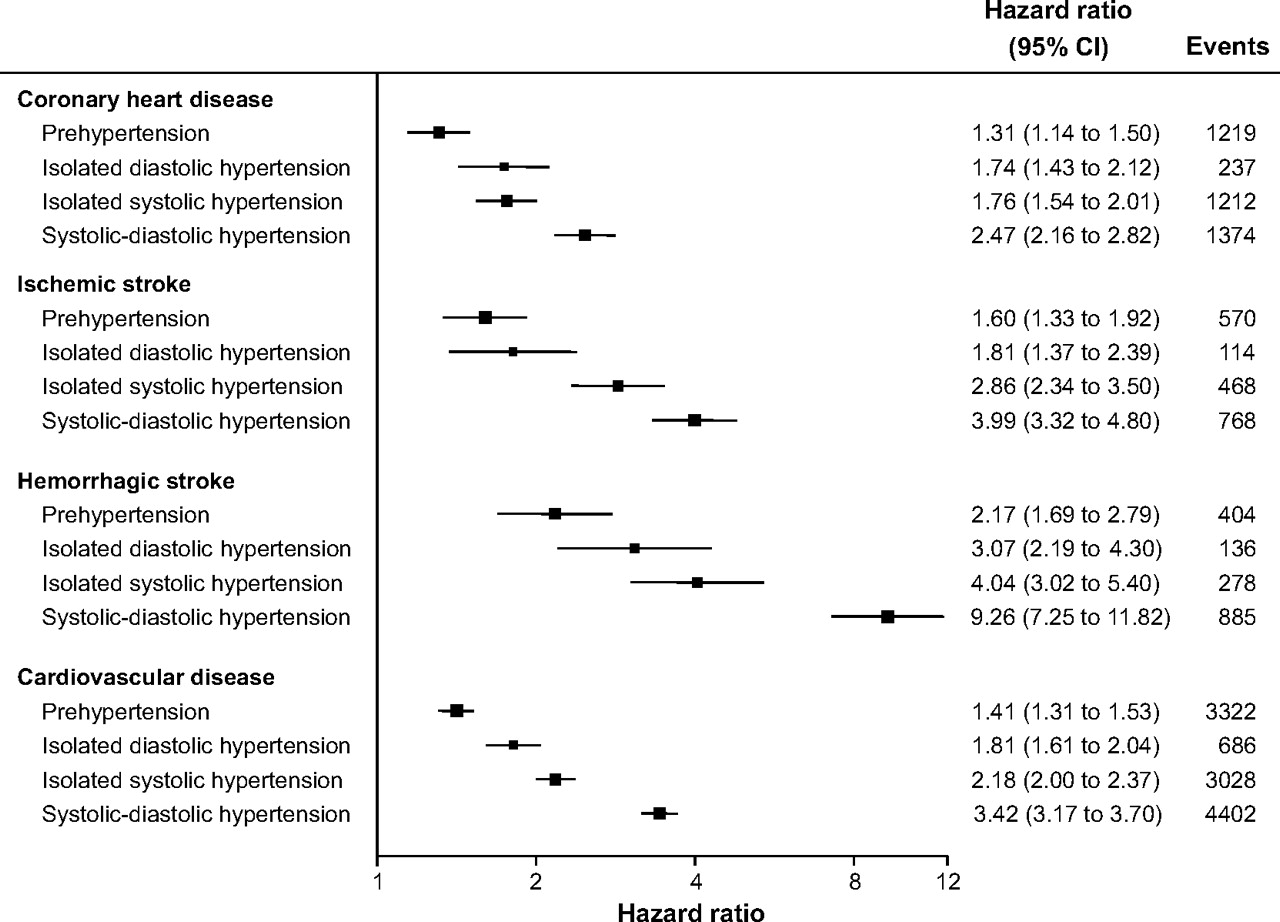 Hazard ratio
(95% CI) Events
Coronary heart disease
Prehypertension 1.31 (1.14 to 1.50) 1219
Isolated diastolic hypertension 1.74 (1.43 to 2.12) 237
Isolated systolic hypertension 1.76 (1.54 to 2.01) 1212
Systolic-diastolic hypertension 2.47 (2.16 to 2.82) 1374
Ischemic stroke
Prehypertension 1.60 (1.33 to 1.92) 570
Isolated diastolic hypertension 1.81 (1.37 to 2.39) 114
Isolated systolic hypertension 2.86 (2.34 to 3.50) 468
Systolic-diastolic hypertension 3.99 (3.32 to 4.80) 768
Hemorrhagic stroke
Prehypertension 2.17 (1.69 to 2.79) 404
Isolated diastolic hypertension 3.07 (2.19 to 4.30) 136
Isolated systolic hypertension 4.04 (3.02 to 5.40) 278
Systolic-diastolic hypertension 9.26 (7.25 to 11.82) 885
Cardiovascular disease
Prehypertension 1.41 (1.31 to 1.53) 3322
Isolated diastolic hypertension 1.81 (1.61 to 2.04) 686
Isolated systolic hypertension 2.18 (2.00 to 2.37) 3028
Systolic-diastolic hypertension 3.42 (3.17 to 3.70) 4402
1 2 4 8 12
Hazard ratio